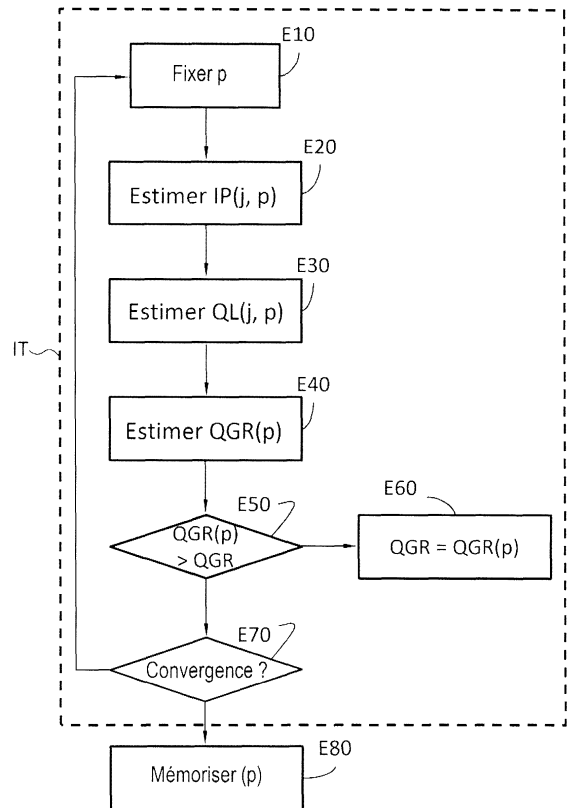 E10
Fixer p
E20
Estimer IP(j, p)
E30
Estimer QL(j, p)
IT
E40
Estimer QGR(p)
E50
QGR(p)
> QGR
E60
QGR = QGR(p)
E70
Convergence ?
E80
Mémoriser (p)